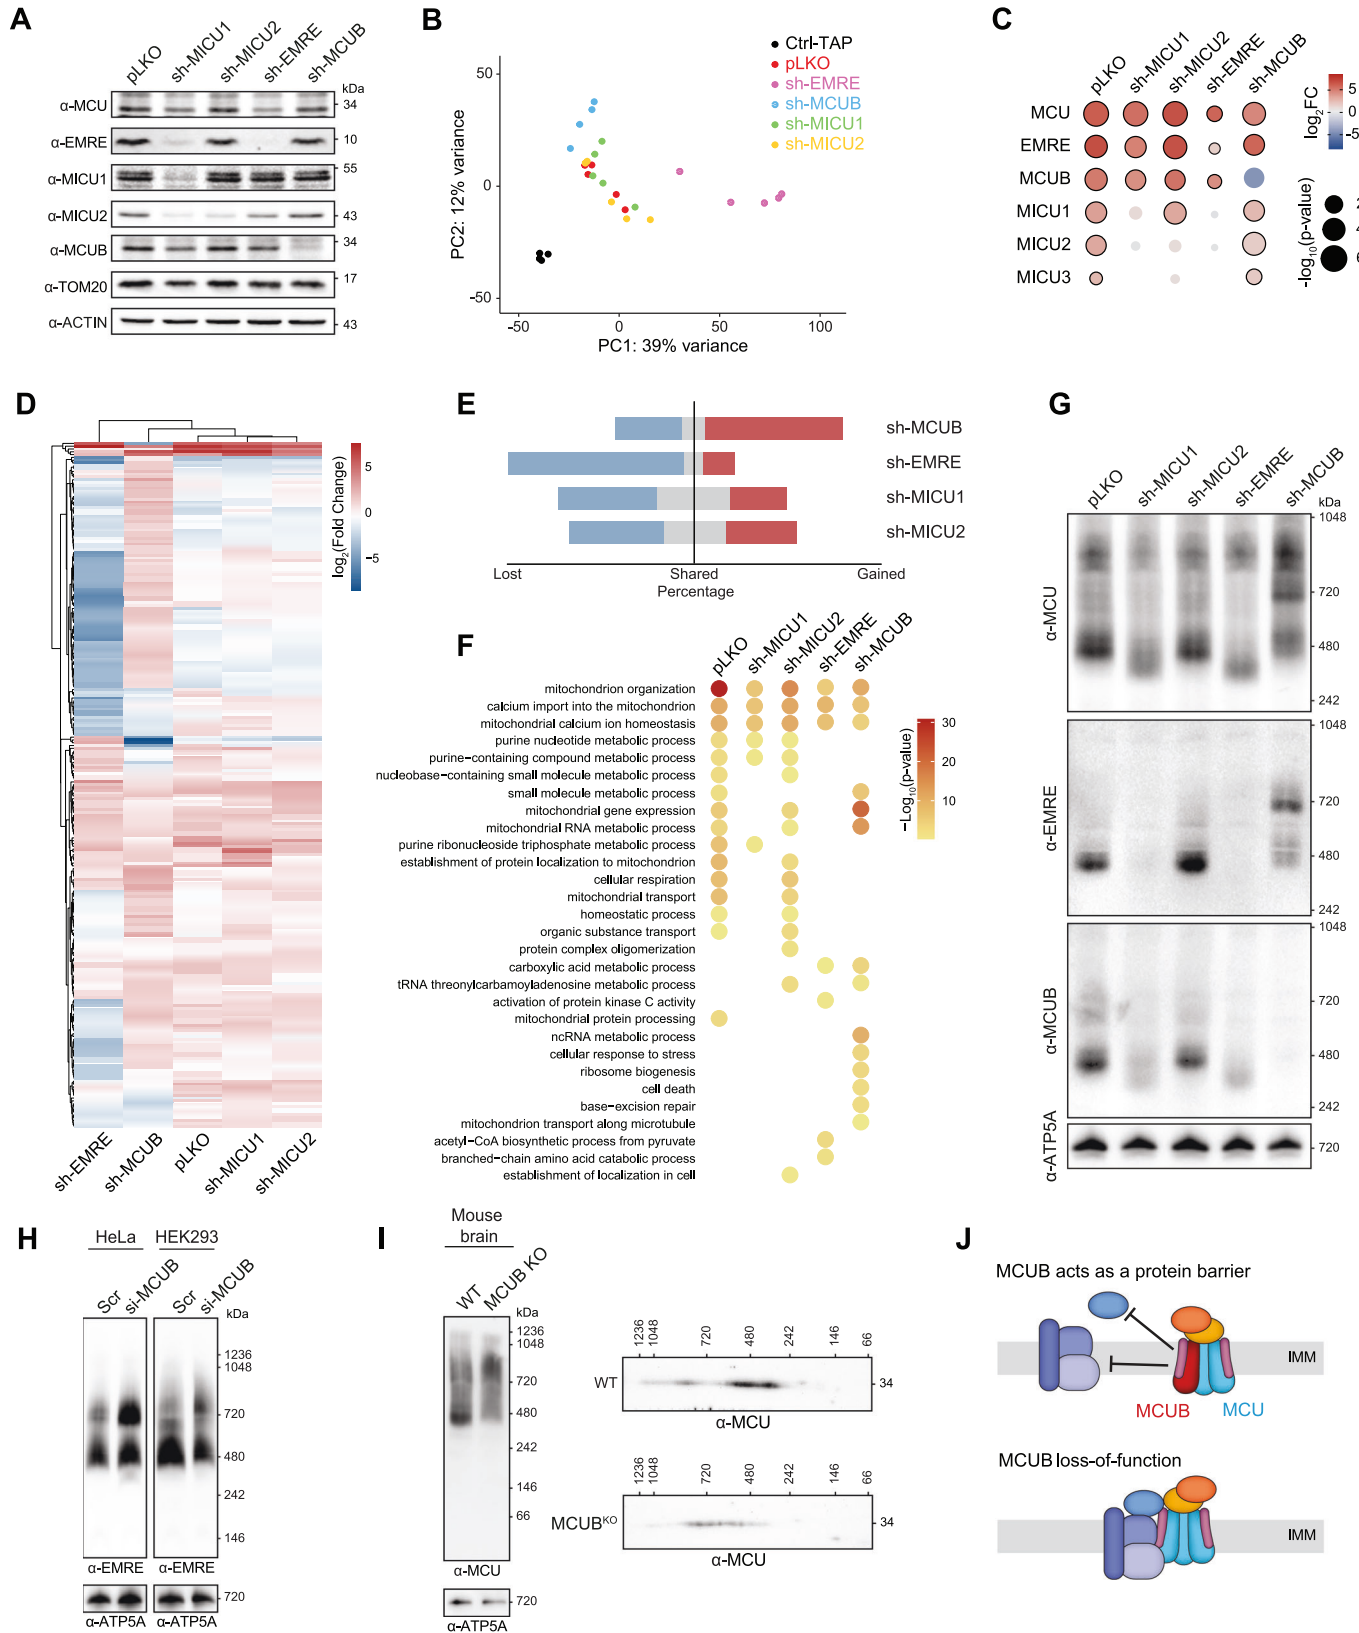 A
pLKO
sh-MICU1
sh-MICU2
sh-EMRE
sh-MCUB
kDa
α-MCU
34
α-EMRE
10
α-MICU1
55
α-MICU2
43
α-MCUB
34
α-TOM20
17
α-ACTIN
43
B
Ctrl-TAP
pLKO
sh-EMRE
sh-MCUB
sh-MICU1
sh-MICU2
50
0
-50
PC2: 12% variance
-50
0
50
100
PC1: 39% variance
C
pLKO
sh-MICU1
sh-MICU2
sh-EMRE
sh-MCUB
MCU
EMRE
MCUB
MICU1
MICU2
MICU3
log2FC
5
0
-5
-log10(p-value)
2
4
6
D
5
0
−5
log2(Fold Change)
sh-EMRE
sh-MCUB
pLKO
sh-MICU1
sh-MICU2
E
sh-MCUB
sh-EMRE
sh-MICU1
sh-MICU2
Lost
Shared
Gained
Percentage
F
pLKO
sh-MICU1
sh-MICU2
sh-EMRE
sh-MCUB
mitochondrion organization
calcium import into the mitochondrion
mitochondrial calcium ion homeostasis
purine nucleotide metabolic process
purine−containing compound metabolic process
nucleobase−containing small molecule metabolic process
small molecule metabolic process
mitochondrial gene expression
mitochondrial RNA metabolic process
purine ribonucleoside triphosphate metabolic process
establishment of protein localization to mitochondrion
cellular respiration
mitochondrial transport
homeostatic process
organic substance transport
protein complex oligomerization
carboxylic acid metabolic process
tRNA threonylcarbamoyladenosine metabolic process
activation of protein kinase C activity
mitochondrial protein processing
ncRNA metabolic process
cellular response to stress
ribosome biogenesis
cell death
base−excision repair
mitochondrion transport along microtubule
acetyl−CoA biosynthetic process from pyruvate
branched−chain amino acid catabolic process
establishment of localization in cell
−Log10(p-value)
30
20
10
G
pLKO
sh-MICU1
sh-MICU2
sh-EMRE
sh-MCUB
kDa
α-MCU
1048
720
480
242
α-EMRE
1048
720
480
242
α-MCUB
1048
720
480
242
α-ATP5A
720
H
HeLa
HEK293
Scr
si-MCUB
Scr
si-MCUB
kDa
1236
1048
720
480
242
146
α-EMRE
α-EMRE
720
α-ATP5A
α-ATP5A
I
Mouse
brain
WT
MCUB KO
kDa
1236
1048
720
480
242
146
66
α-MCU
720
α-ATP5A
1236
1048
720
480
242
146
66
WT
34
α-MCU
1236
1048
720
480
242
146
66
MCUBKO
34
α-MCU
J
MCUB acts as a protein barrier
IMM
MCUB
MCU
MCUB loss-of-function
IMM